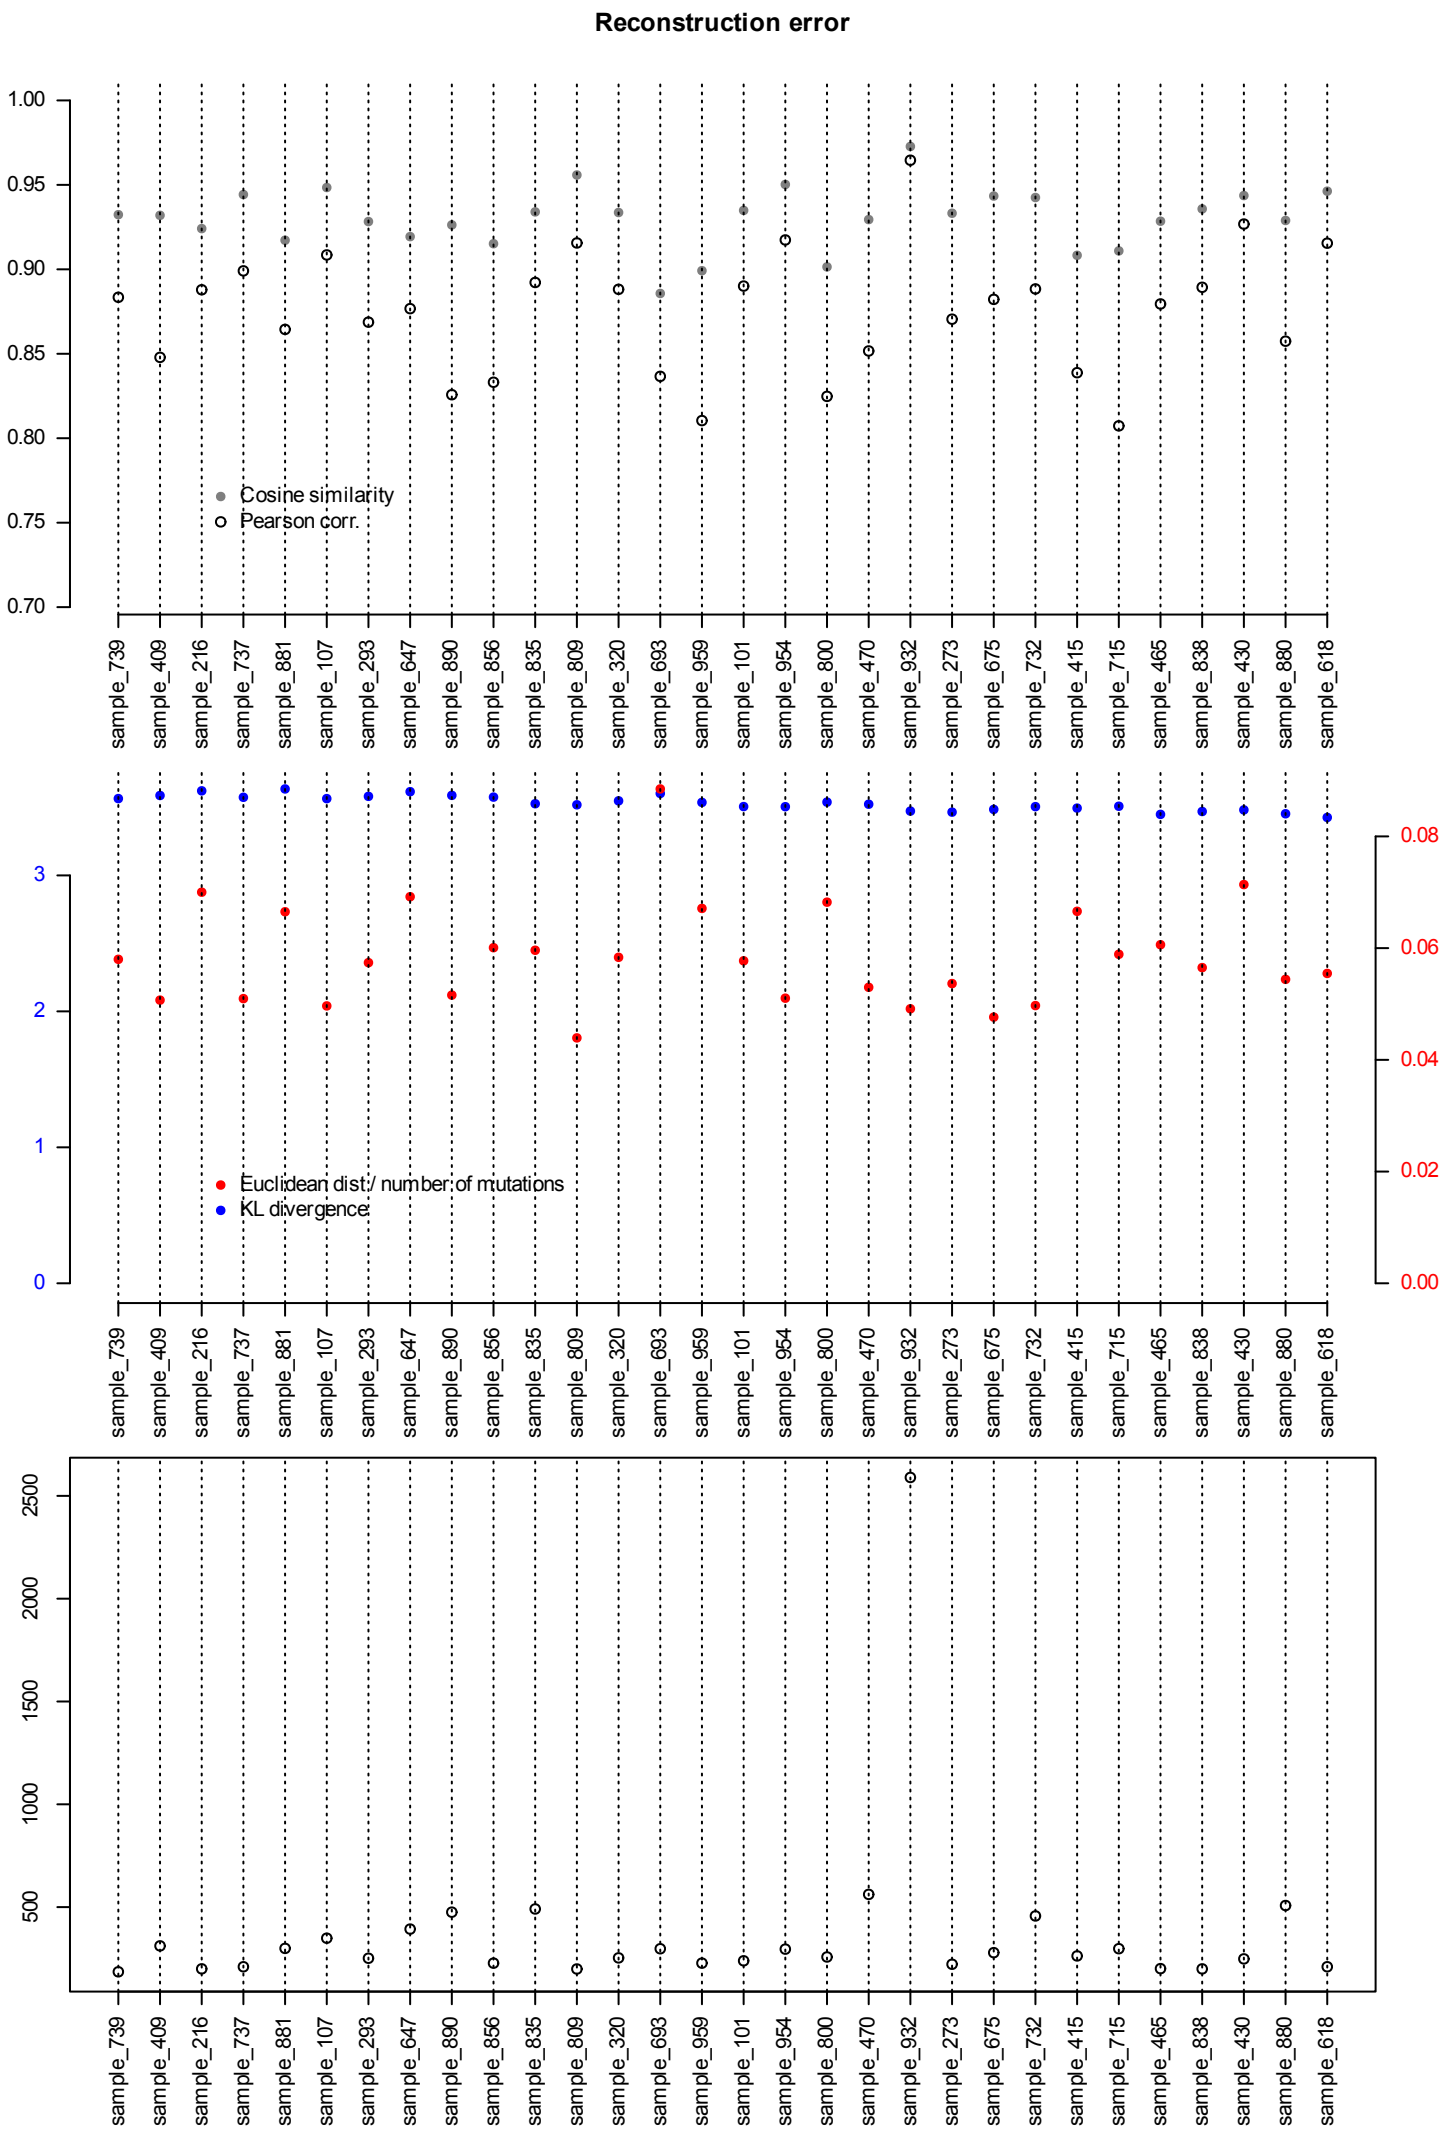 Reconstruction error
1.00
0.95
0.90
0.85
0.80
0.75
0.70
Cosine similarity
Pearson corr.
sample_739
sample_409
sample_216
sample_737
sample_881
sample_107
sample_293
sample_647
sample_890
sample_856
sample_835
sample_809
sample_320
sample_693
sample_959
sample_101
sample_954
sample_800
sample_470
sample_932
sample_273
sample_675
sample_732
sample_415
sample_715
sample_465
sample_838
sample_430
sample_880
sample_618
3
2
1
0
0.08
0.06
0.04
0.02
0.00
Euclidean dist./ number of mutations
KL divergence
sample_739
sample_409
sample_216
sample_737
sample_881
sample_107
sample_293
sample_647
sample_890
sample_856
sample_835
sample_809
sample_320
sample_693
sample_959
sample_101
sample_954
sample_800
sample_470
sample_932
sample_273
sample_675
sample_732
sample_415
sample_715
sample_465
sample_838
sample_430
sample_880
sample_618
2500
2000
1500
1000
500
sample_739
sample_409
sample_216
sample_737
sample_881
sample_107
sample_293
sample_647
sample_890
sample_856
sample_835
sample_809
sample_320
sample_693
sample_959
sample_101
sample_954
sample_800
sample_470
sample_932
sample_273
sample_675
sample_732
sample_415
sample_715
sample_465
sample_838
sample_430
sample_880
sample_618